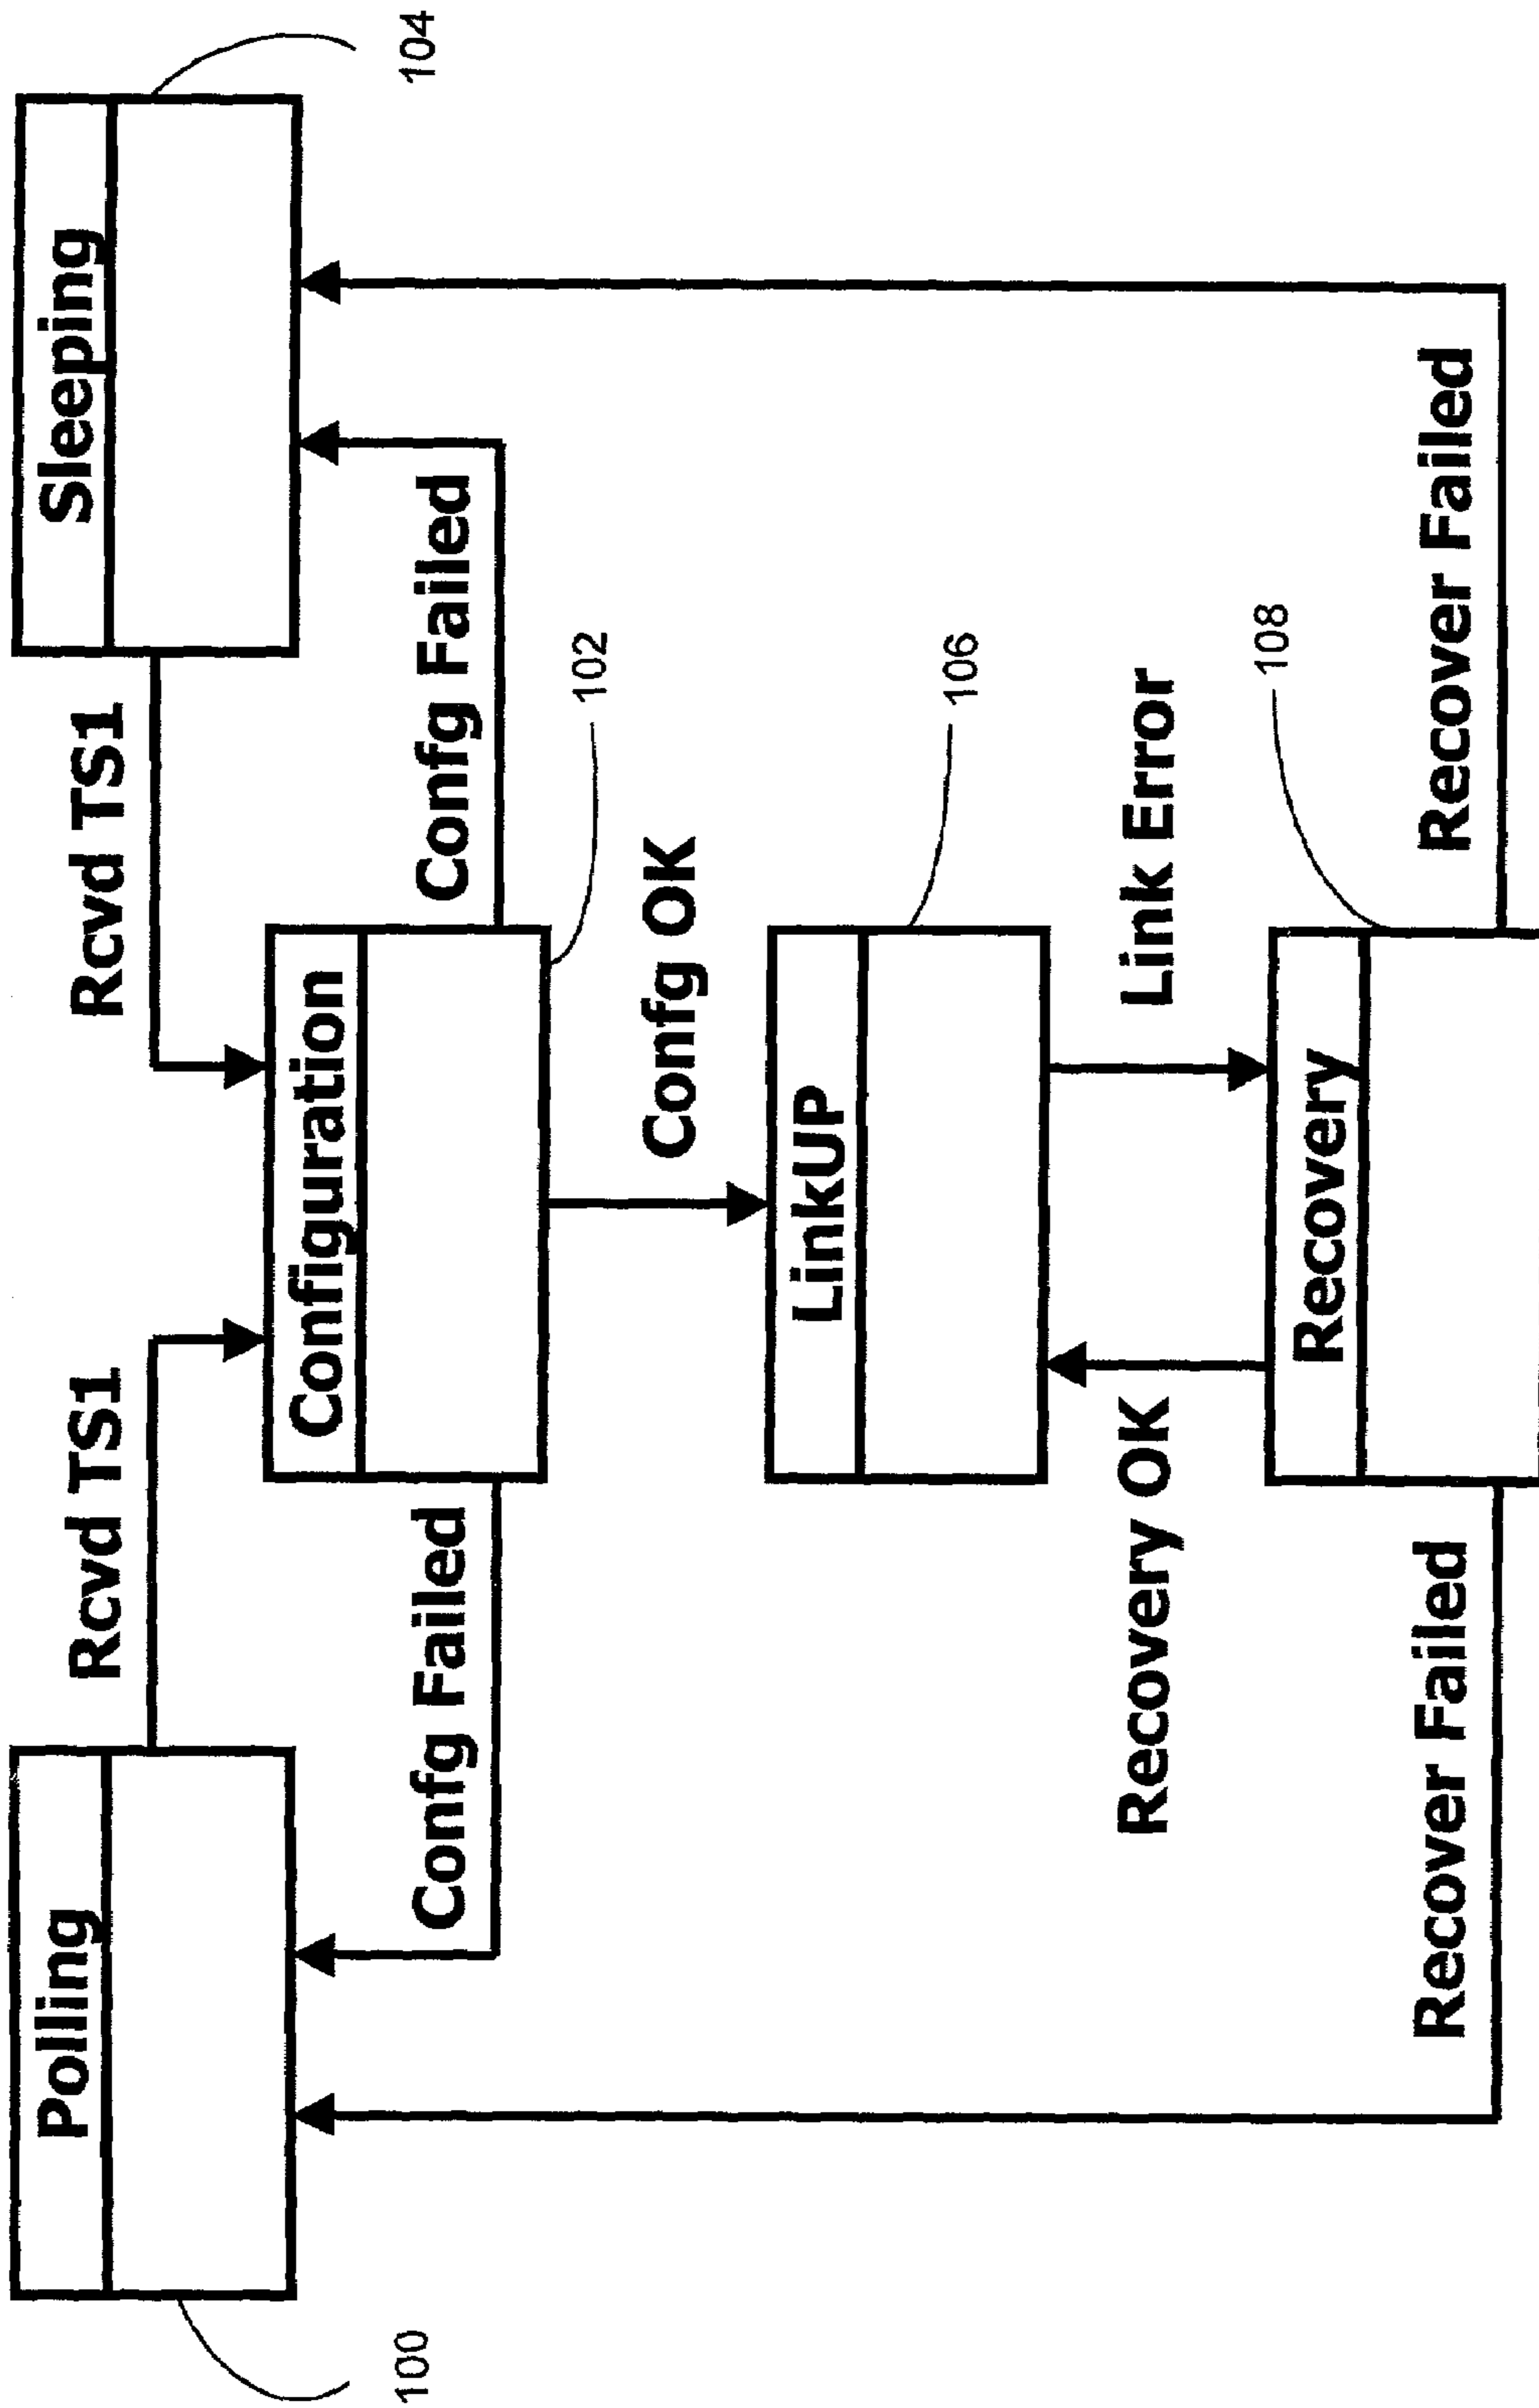 Polling
Sleeping
104
100
Rcvd TS1
Rcvd TS1
Configuration
Confg Failed
Confg Failed
102
Confg OK
LinkUP
106
Recovery OK
Link Error
108
Recovery
Recover Failed
Recover Failed